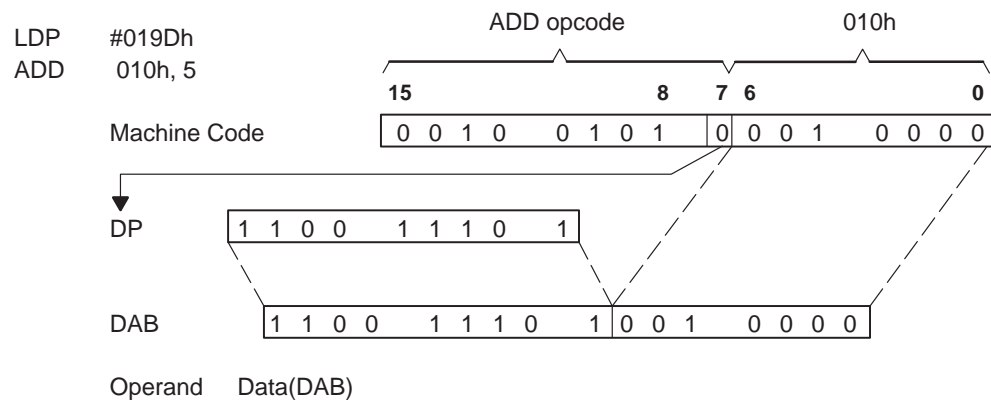 ADD opcode 010h
LDP #019Dh
ADD 010h, 5
15 8 7 6 0
Machine Code 0 0 1 0 0 1 0 1 0 0 0 1 0 0 0 0
DP 1 1 0 0 1 1 1 0 1
DAB 1 1 0 0 1 1 1 0 1 0 0 1 0 0 0 0
Operand Data(DAB)